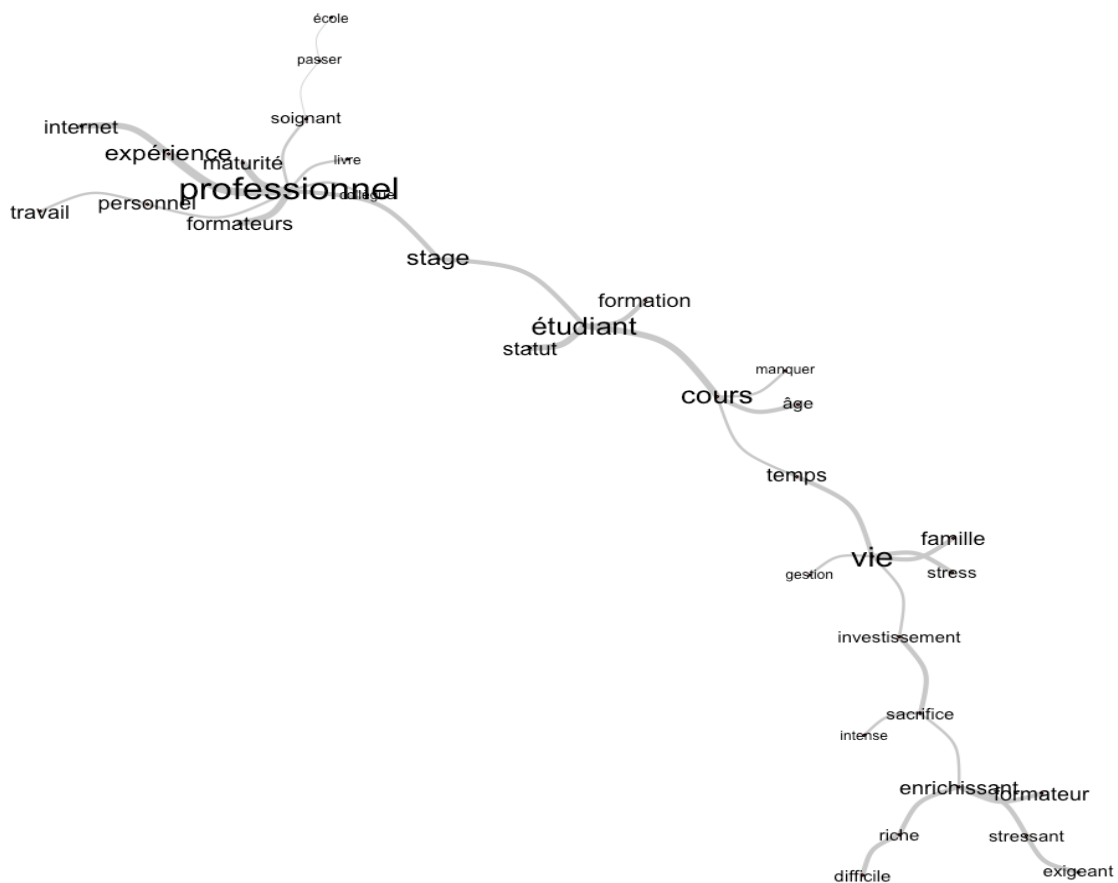 école
passer
soignant
internet
expérience
maturité
livre
professionnel
collègue
personnel
travail
formateurs
stage
formation
étudiant
statut
manquer
cours
âge
temps
famille
vie
gestion
stress
investissement
sacrifice
intense
enrichissant
formateur
riche
stressant
difficile
exigeant